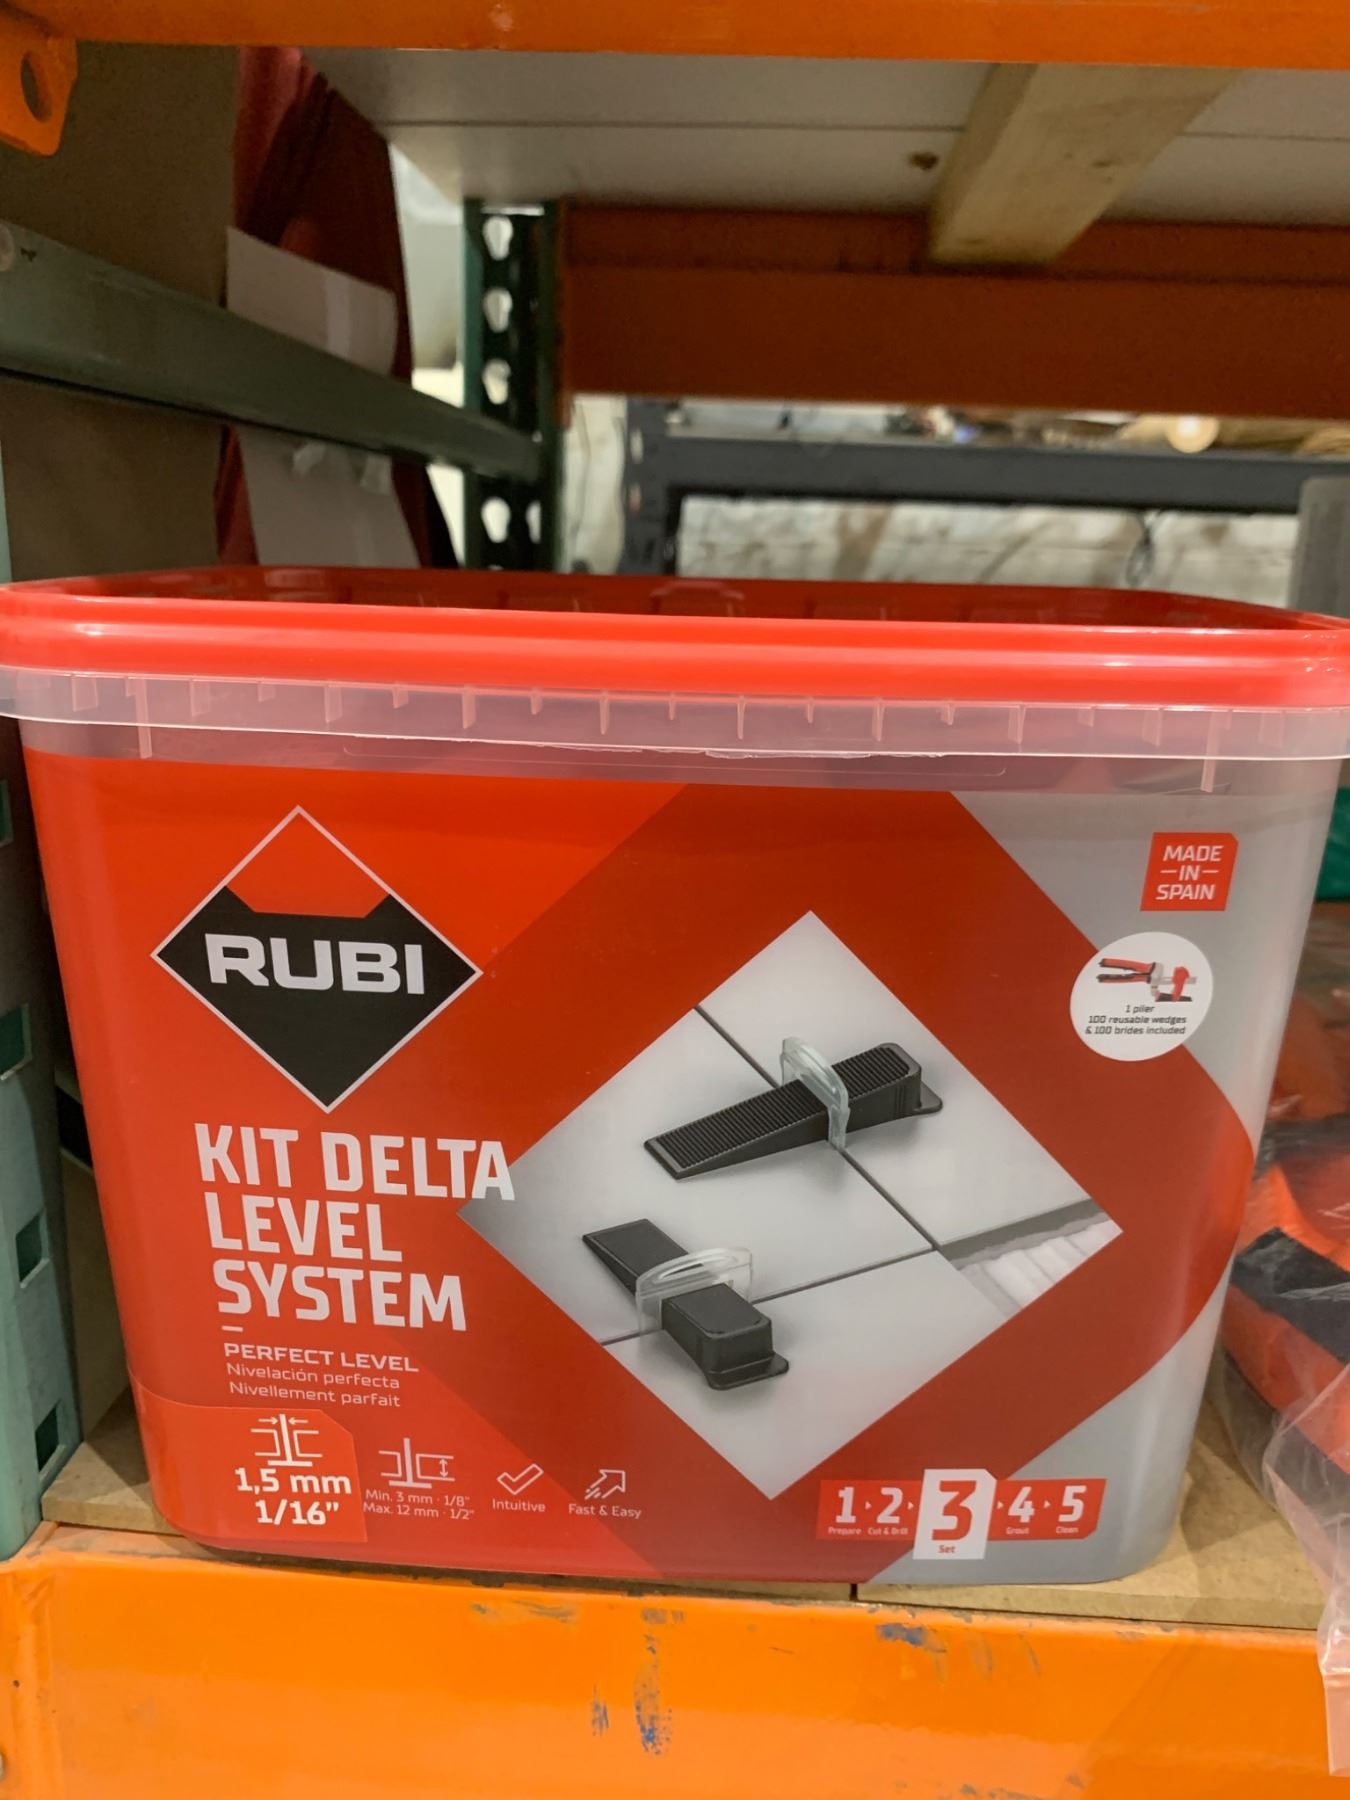 RUBI
KIT DELTA
LEVEL
SYSTEM
PERFECT LEVEL
Nivelación perfecta
Nivellement parfait
1,5 mm
1/16"
Min. 3 mm · 1/8"
Max. 12 mm · 1/2"
Intuitive
Fast & Easy
MADE
-IN-
SPAIN
1 plier
100 reusable wedges
& 100 brides included
1 2 3 4 5
Prepare Cut & Drill Set Grout Clean